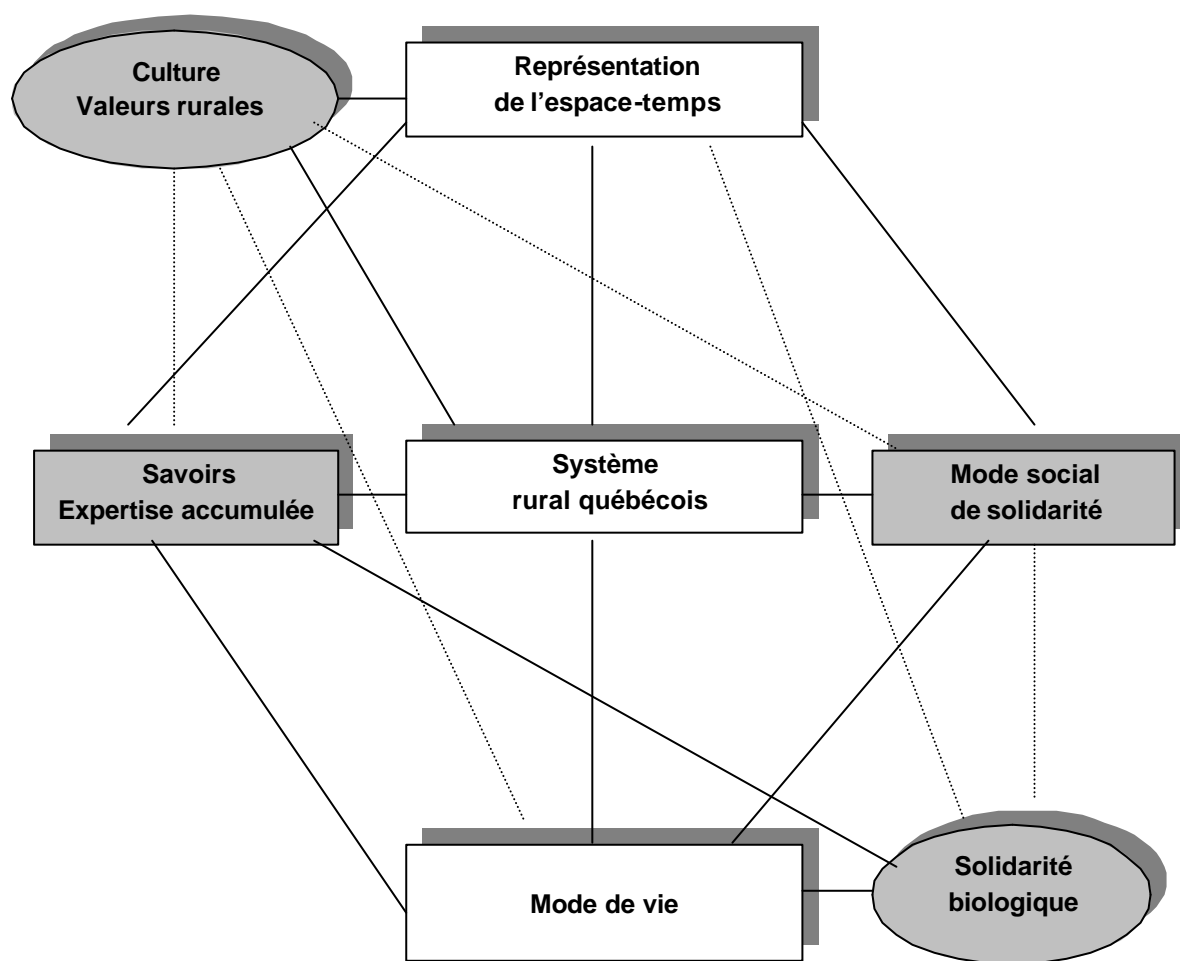 Culture
Valeurs rurales
Représentation
de l'espace-temps
Savoirs
Expertise accumulée
Système
rural québécois
Mode social
de solidarité
Mode de vie
Solidarité
biologique